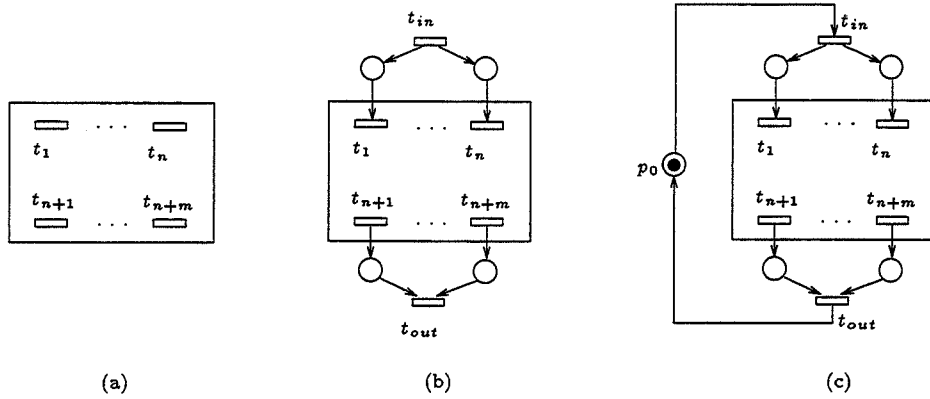 t_in
t_in
t_1 . . . t_n
t_1 . . . t_n
t_1 . . . t_n
p_0
t_{n+1} t_{n+m}
. . .
t_{n+1} t_{n+m}
. . .
t_{n+1} t_{n+m}
. . .
t_out
t_out
(a) (b) (c)